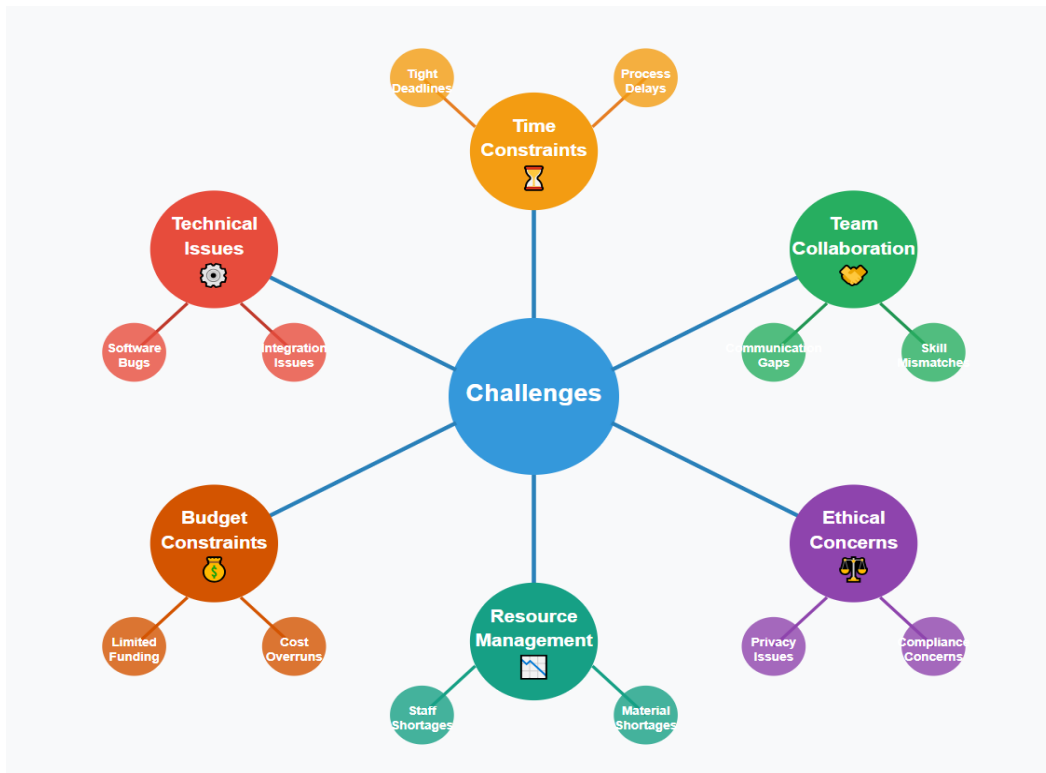 Tight
Deadlines
Process
Delays
Time
Constraints
Technical
Issues
Team
Collaboration
Software
Bugs
Integration
Issues
Communication
Gaps
Skill
Mismatches
Challenges
Budget
Constraints
Ethical
Concerns
Limited
Funding
Cost
Overruns
Resource
Management
Privacy
Issues
Compliance
Concerns
Staff
Shortages
Material
Shortages